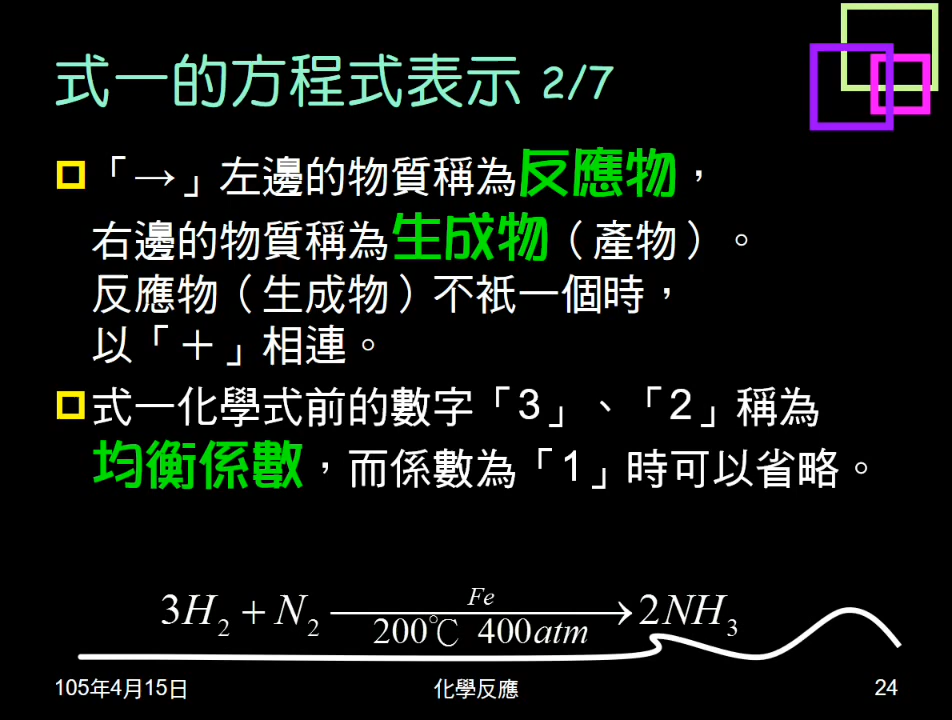 式一的方程式表示 2/7
「→」左邊的物質稱為反應物，
右邊的物質稱為生成物（產物）。
反應物（生成物）不衹一個時，
以「＋」相連。
式一化學式前的數字「3」、「2」稱為
均衡係數，而係數為「1」時可以省略。
Fe
3H₂ + N₂ → 2NH₃
200℃ 400atm
105年4月15日
化學反應
24